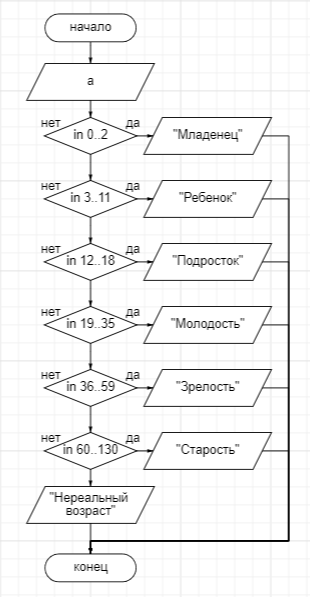 начало
a
нет
да
in 0..2
"Младенец"
нет
да
in 3..11
"Ребенок"
нет
да
in 12..18
"Подросток"
нет
да
in 19..35
"Молодость"
нет
да
in 36..59
"Зрелость"
нет
да
in 60..130
"Старость"
"Нереальный
возраст"
конец